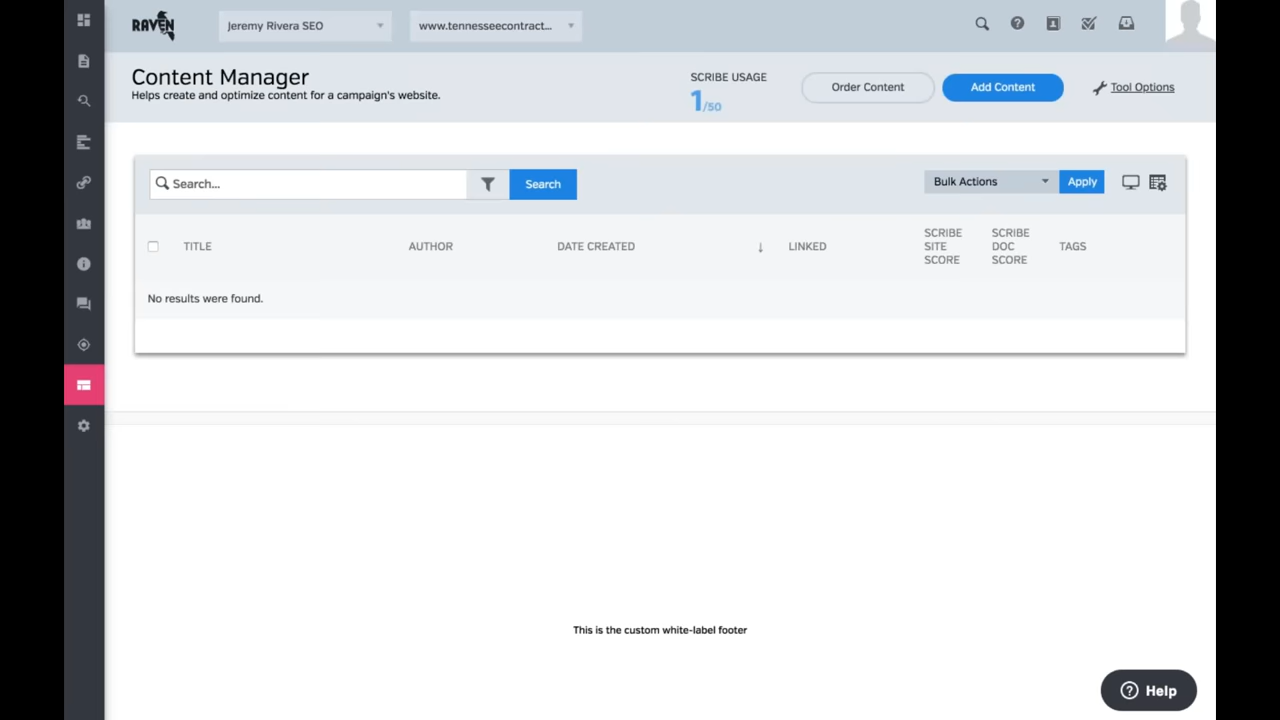 RAVEN
Jeremy Rivera SEO
www.tennesseecontract...
Content Manager
Helps create and optimize content for a campaign's website.
SCRIBE USAGE
1/50
Order Content
Add Content
Tool Options
Search...
Search
Bulk Actions
Apply
TITLE
AUTHOR
DATE CREATED
↓
LINKED
SCRIBE
SITE
SCORE
SCRIBE
DOC
SCORE
TAGS
No results were found.
This is the custom white-label footer
Help